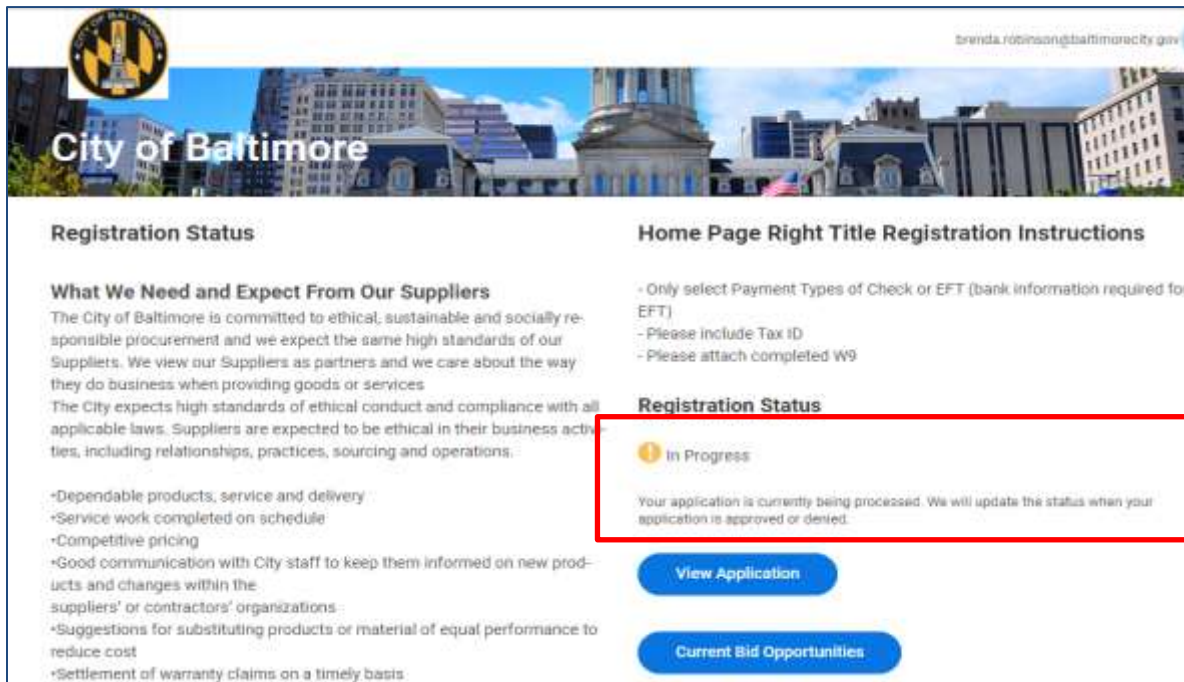 CITY OF BALTIMORE
brenda.robinson@baltimorecity.gov
City of Baltimore
Registration Status
What We Need and Expect From Our Suppliers
The City of Baltimore is committed to ethical, sustainable and socially re-
sponsible procurement and we expect the same high standards of our
Suppliers. We view our Suppliers as partners and we care about the way
they do business when providing goods or services
The City expects high standards of ethical conduct and compliance with all
applicable laws. Suppliers are expected to be ethical in their business activi-
ties, including relationships, practices, sourcing and operations.
•Dependable products, service and delivery
•Service work completed on schedule
•Competitive pricing
•Good communication with City staff to keep them informed on new prod-
ucts and changes within the
suppliers' or contractors' organizations
•Suggestions for substituting products or material of equal performance to
reduce cost
•Settlement of warranty claims on a timely basis
Home Page Right Title Registration Instructions
- Only select Payment Types of Check or EFT (bank information required for
EFT)
- Please include Tax ID
- Please attach completed W9
Registration Status
In Progress
Your application is currently being processed. We will update the status when your
application is approved or denied.
View Application
Current Bid Opportunities